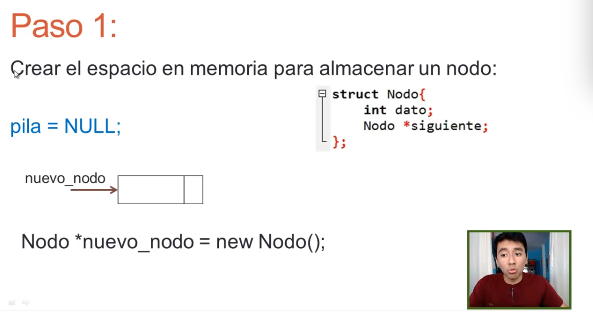 Paso 1:
Crear el espacio en memoria para almacenar un nodo:
struct Nodo{
int dato;
Nodo *siguiente;
};
pila = NULL;
nuevo_nodo
Nodo *nuevo_nodo = new Nodo();